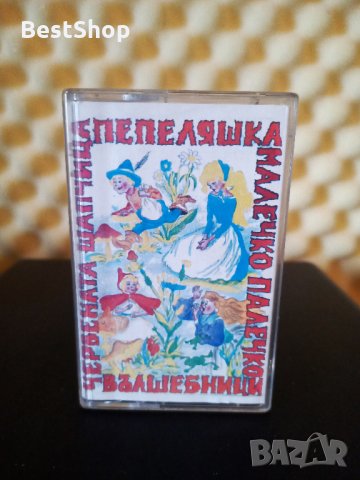 BestShop
ПЕПЕЛЯШКА
МАЛЕЧКО ПАЛЕЧКО И
ВЪЛШЕБНИЦИ
ЧЕРВЕНАТА ШАПЧИЦА
BAZAR